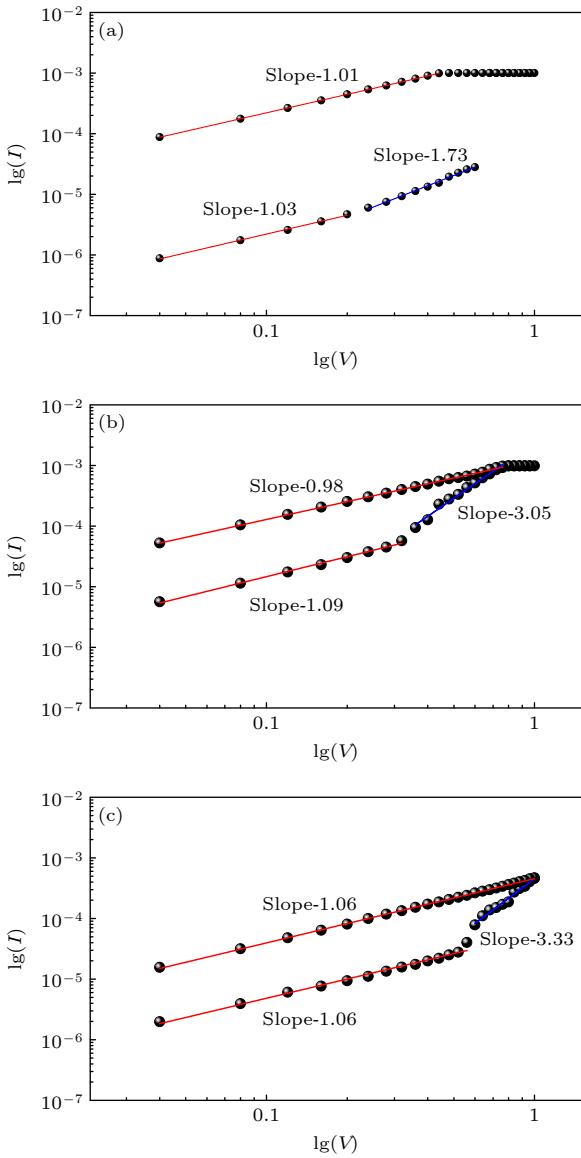 (a)
10⁻²
10⁻³
10⁻⁴
10⁻⁵
10⁻⁶
10⁻⁷
lg(I)
Slope-1.01
Slope-1.73
Slope-1.03
0.1 1
lg(V)
(b)
10⁻²
10⁻³
10⁻⁴
10⁻⁵
10⁻⁶
10⁻⁷
lg(I)
Slope-0.98
Slope-3.05
Slope-1.09
0.1 1
lg(V)
(c)
10⁻²
10⁻³
10⁻⁴
10⁻⁵
10⁻⁶
10⁻⁷
lg(I)
Slope-1.06
Slope-3.33
Slope-1.06
0.1 1
lg(V)